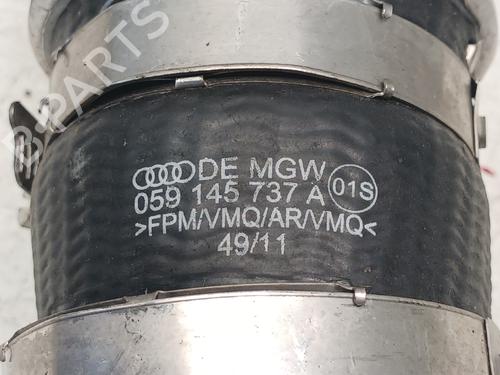 B-PARTS
DE MGW
059 145 737 A 01S
>FPM/VMQ/AR/VMQ<
49/11